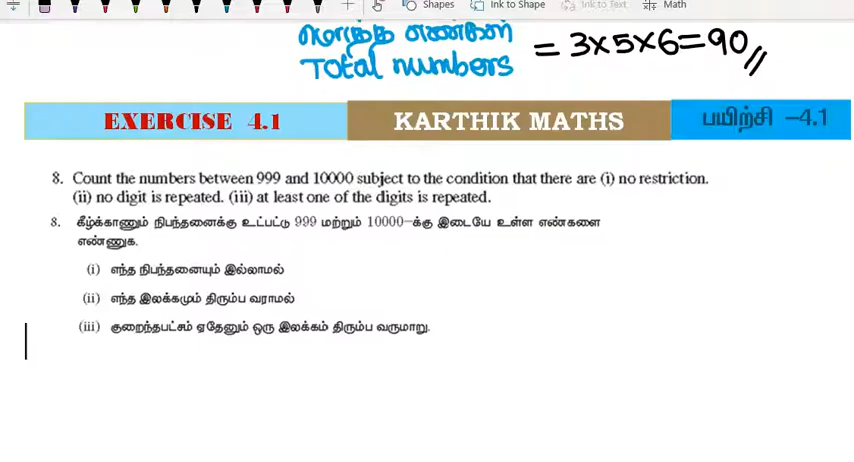 Shapes Ink to Shape Ink to Text Math
மொத்த எண்கள்
Total numbers = 3×5×6=90//
EXERCISE 4.1 KARTHIK MATHS பயிற்சி –4.1
8. Count the numbers between 999 and 10000 subject to the condition that there are (i) no restriction.
(ii) no digit is repeated. (iii) at least one of the digits is repeated.
8. கீழ்க்காணும் நிபந்தனைக்கு உட்பட்டு 999 மற்றும் 10000–க்கு இடையே உள்ள எண்களை
எண்ணுக.
(i) எந்த நிபந்தனையும் இல்லாமல்
(ii) எந்த இலக்கமும் திரும்ப வராமல்
(iii) குறைந்தபட்சம் ஏதேனும் ஒரு இலக்கம் திரும்ப வருமாறு.